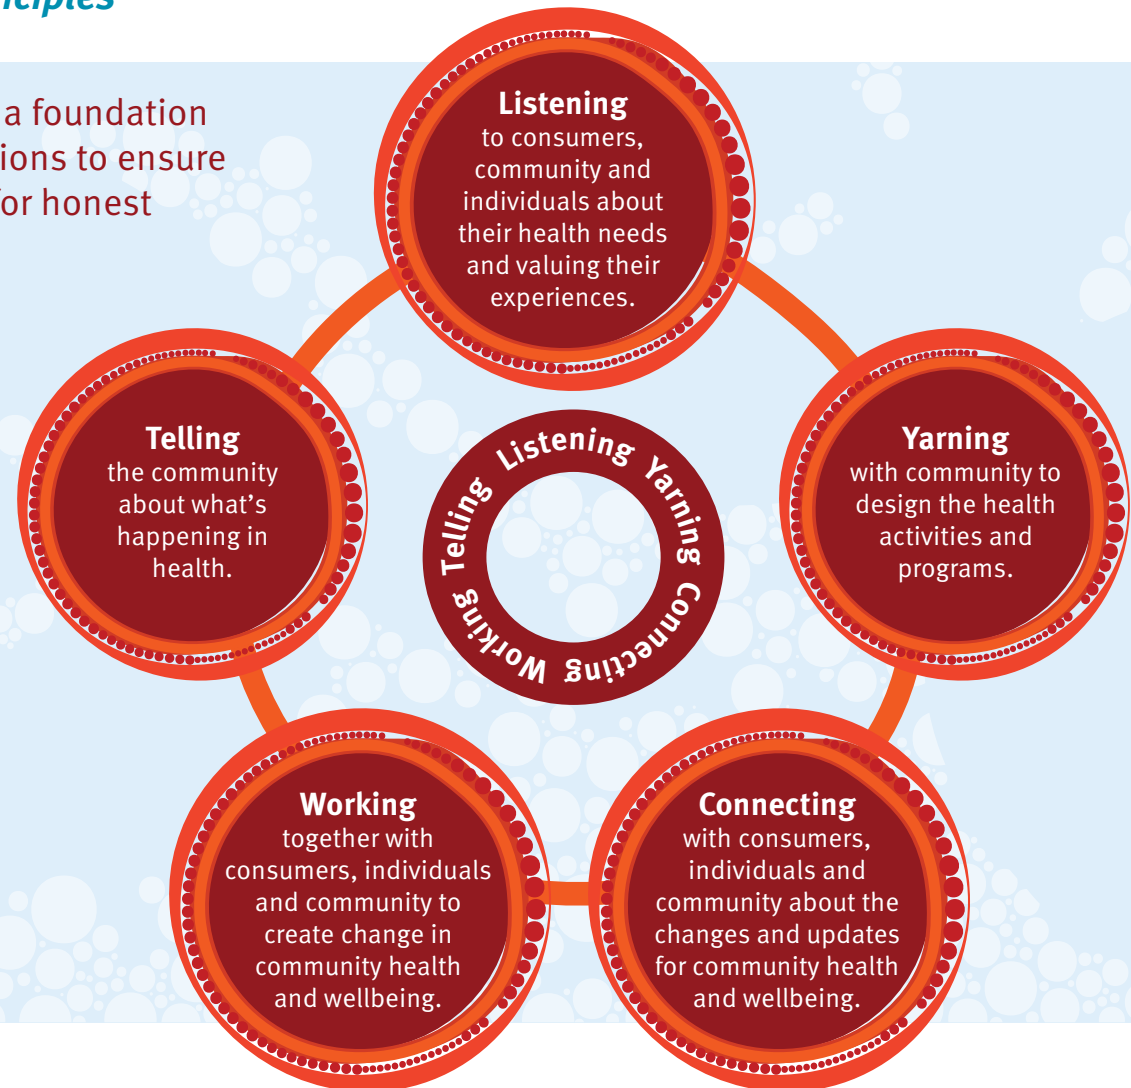 a foundation
to ensure
honest
Listening
to consumers,
community and
individuals about
their health needs
and valuing their
experiences.
Yarning
with community to
design the health
activities and
programs.
Connecting
with consumers,
individuals and
community about the
changes and updates
for community health
and wellbeing.
Working
together with
consumers, individuals
and community to
create change in
community health
and wellbeing.
Telling
the community
about what’s
happening in
health.
Listening Yarning Connecting Working Telling